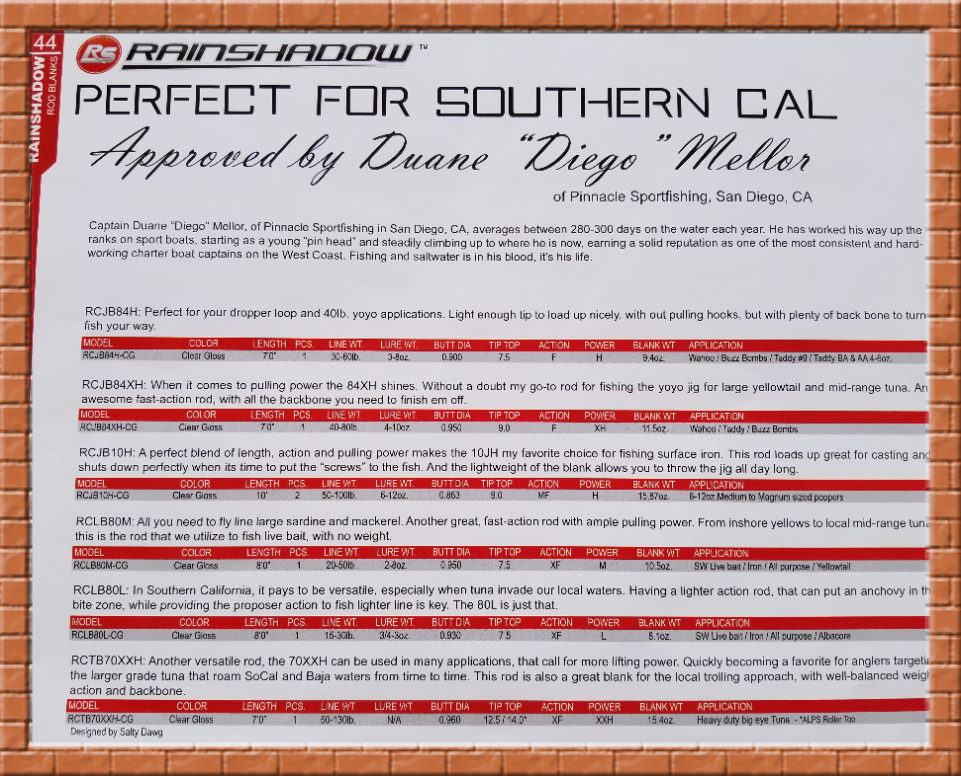 44
RAINSHADOW
ROD BLANKS
Rs RAINSHADOW ™
PERFECT FOR SOUTHERN CAL
Approved by Duane "Diego" Mellor
of Pinnacle Sportfishing, San Diego, CA
Captain Duane "Diego" Mellor, of Pinnacle Sportfishing in San Diego, CA, averages between 280-300 days on the water each year. He has worked his way up the
ranks on sport boats, starting as a young "pin head" and steadily climbing up to where he is now, earning a solid reputation as one of the most consistent and hard-
working charter boat captains on the West Coast. Fishing and saltwater is in his blood, it's his life.
RCJB84H: Perfect for your dropper loop and 40lb. yoyo applications. Light enough tip to load up nicely, with out pulling hooks, but with plenty of back bone to turn
fish your way.
MODEL COLOR LENGTH PCS. LINE WT. LURE WT. BUTT DIA TIP TOP ACTION POWER BLANK WT APPLICATION
RCJB84H-CG Clear Gloss 7'0" 1 30-60lb. 3-8oz. 0.900 7.5 F H 9.4oz. Wahoo / Buzz Bombs / Taddy #9 / Taddy BA & AA 4-6oz.
RCJB84XH: When it comes to pulling power the 84XH shines. Without a doubt my go-to rod for fishing the yoyo jig for large yellowtail and mid-range tuna. An
awesome fast-action rod, with all the backbone you need to finish em off.
MODEL COLOR LENGTH PCS. LINE WT. LURE WT. BUTT DIA TIP TOP ACTION POWER BLANK WT APPLICATION
RCJB84XH-CG Clear Gloss 7'0" 1 40-80lb 4-10oz. 0.950 9.0 F XH 11.5oz. Wahoo / Taddy / Buzz Bombs
RCJB10H: A perfect blend of length, action and pulling power makes the 10JH my favorite choice for fishing surface iron. This rod loads up great for casting and
shuts down perfectly when its time to put the "screws" to the fish. And the lightweight of the blank allows you to throw the jig all day long.
MODEL COLOR LENGTH PCS. LINE WT. LURE WT. BUTT DIA TIP TOP ACTION POWER BLANK WT APPLICATION
RCJB10H-CG Clear Gloss 10' 2 50-100lb. 6-12oz. 0.863 9.0 MF H 15.87oz. 6-12oz Medium to Magnum sized poppers
RCLB80M: All you need to fly line large sardine and mackerel. Another great, fast-action rod with ample pulling power. From inshore yellows to local mid-range tuna
this is the rod that we utilize to fish live bait, with no weight.
MODEL COLOR LENGTH PCS. LINE WT. LURE WT. BUTT DIA TIP TOP ACTION POWER BLANK WT APPLICATION
RCLB80M-CG Clear Gloss 8'0" 1 20-50lb 2-8oz. 0.950 7.5 XF M 10.5oz. SW Live bait / Iron / All purpose / Yellowtail
RCLB80L: In Southern California, it pays to be versatile, especially when tuna invade our local waters. Having a lighter action rod, that can put an anchovy in th
bite zone, while providing the proposer action to fish lighter line is key. The 80L is just that.
MODEL COLOR LENGTH PCS. LINE WT. LURE WT. BUTT DIA TIP TOP ACTION POWER BLANK WT APPLICATION
RCLB80L-CG Clear Gloss 8'0" 1 15-30lb. 3/4-3oz. 0.930 7.5 XF L 8.1oz. SW Live bait / Iron / All purpose / Albacore
RCTB70XXH: Another versatile rod, the 70XXH can be used in many applications, that call for more lifting power. Quickly becoming a favorite for anglers targeti
the larger grade tuna that roam SoCal and Baja waters from time to time. This rod is also a great blank for the local trolling approach, with well-balanced weig
action and backbone.
MODEL COLOR LENGTH PCS. LINE WT. LURE WT. BUTT DIA TIP TOP ACTION POWER BLANK WT APPLICATION
RCTB70XXH-CG Clear Gloss 7'0" 1 50-130lb. N/A 0.960 12.5 / 14.0" XF XXH 15.4oz. Heavy duty big eye Tuna - *ALPS Roller Top
Designed by Salty Dawg